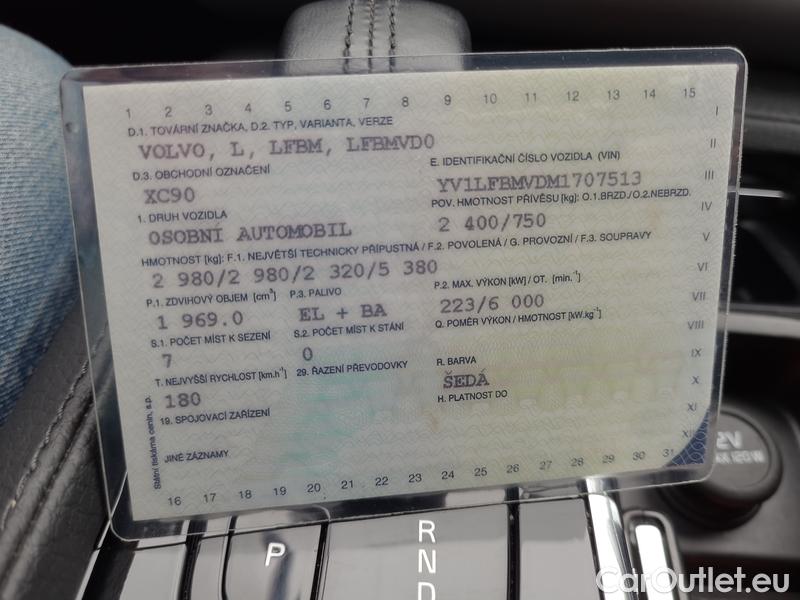 1 2 3 4 5 6 7 8 9 10 11 12 13 14 15
D.1. TOVÁRNÍ ZNAČKA, D.2. TYP, VARIANTA, VERZE
I
VOLVO, L, LFBM, LFBMVD0
II
D.3. OBCHODNÍ OZNAČENÍ
E. IDENTIFIKAČNÍ ČÍSLO VOZIDLA (VIN)
XC90
YV1LFBMVDM1707513
III
1. DRUH VOZIDLA
POV. HMOTNOST PŘÍVĚSU [kg]: O.1.BRZD./O.2.NEBRZD.
OSOBNÍ AUTOMOBIL
2 400/750
IV
HMOTNOST [kg]: F.1. NEJVĚTŠÍ TECHNICKY PŘÍPUSTNÁ / F.2. POVOLENÁ / G. PROVOZNÍ / F.3. SOUPRAVY
V
2 980/2 980/2 320/5 380
P.1. ZDVIHOVÝ OBJEM [cm³]
P.3. PALIVO
P.2. MAX. VÝKON [kW] / OT. [min.⁻¹]
VI
1 969.0
EL + BA
223/6 000
VII
S.1. POČET MÍST K SEZENÍ
S.2. POČET MÍST K STÁNÍ
Q. POMĚR VÝKON / HMOTNOST [kW.kg⁻¹]
VIII
7
0
T. NEJVYŠŠÍ RYCHLOST [km.h⁻¹]
29. ŘAZENÍ PŘEVODOVKY
R. BARVA
IX
180
ŠEDÁ
X
19. SPOJOVACÍ ZAŘÍZENÍ
H. PLATNOST DO
XI
JINÉ ZÁZNAMY
XII
Státní tiskárna cenin, s.p.
16 17 18 19 20 21 22 23 24 25 26 27 28 29 30 31
P
R
N
D
12V
MAX 120W
CarOutlet.eu